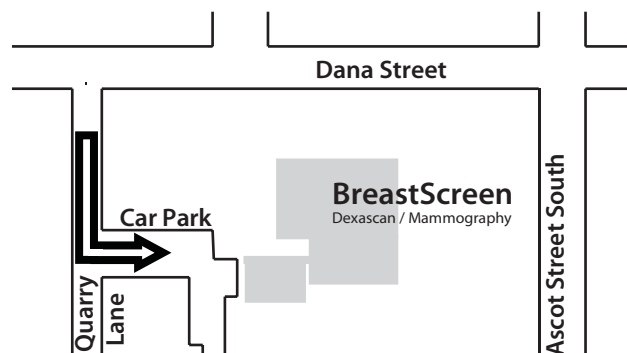 Dana Street
BreastScreen
Dexascan / Mammography
Car Park
Quarry
Lane
Ascot Street South